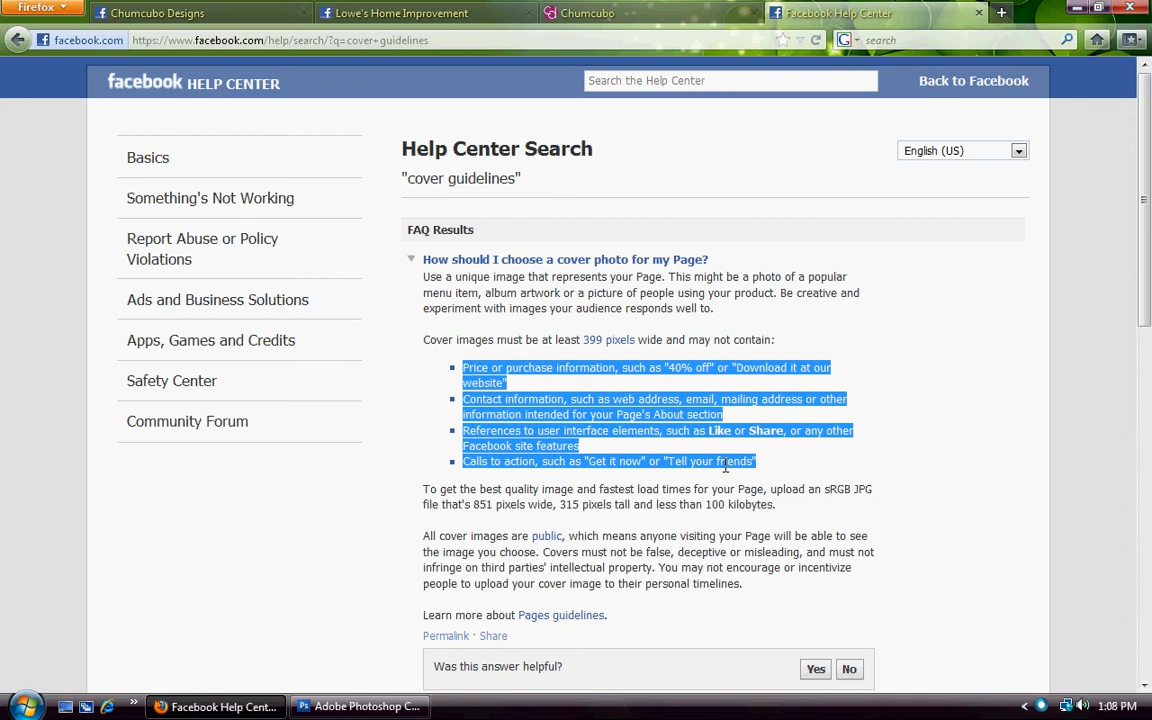 Firefox
Chumcubo Designs
Lowe's Home Improvement
Chumcubo
Facebook Help Center
facebook.com
https://www.facebook.com/help/search/?q=cover+guidelines
search
facebook HELP CENTER
Search the Help Center
Back to Facebook
Basics
Something's Not Working
Report Abuse or Policy
Violations
Ads and Business Solutions
Apps, Games and Credits
Safety Center
Community Forum
Help Center Search
English (US)
"cover guidelines"
FAQ Results
How should I choose a cover photo for my Page?
Use a unique image that represents your Page. This might be a photo of a popular
menu item, album artwork or a picture of people using your product. Be creative and
experiment with images your audience responds well to.
Cover images must be at least 399 pixels wide and may not contain:
Price or purchase information, such as "40% off" or "Download it at our
website"
Contact information, such as web address, email, mailing address or other
information intended for your Page's About section
References to user interface elements, such as Like or Share, or any other
Facebook site features
Calls to action, such as "Get it now" or "Tell your friends"
To get the best quality image and fastest load times for your Page, upload an sRGB JPG
file that's 851 pixels wide, 315 pixels tall and less than 100 kilobytes.
All cover images are public, which means anyone visiting your Page will be able to see
the image you choose. Covers must not be false, deceptive or misleading, and must not
infringe on third parties' intellectual property. You may not encourage or incentivize
people to upload your cover image to their personal timelines.
Learn more about Pages guidelines.
Permalink · Share
Was this answer helpful?
Yes
No
Facebook Help Cent...
Ps
Adobe Photoshop C...
1:08 PM